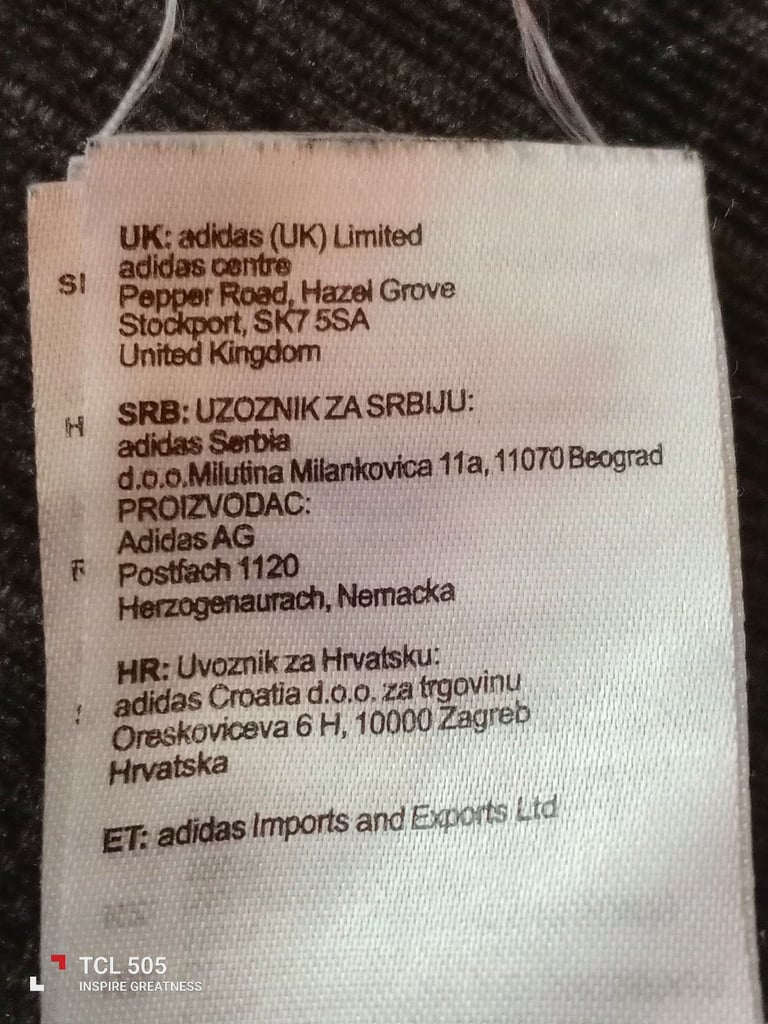 UK: adidas (UK) Limited
adidas centre
Pepper Road, Hazel Grove
Stockport, SK7 5SA
United Kingdom
SI
H
F
SRB: UZOZNIK ZA SRBIJU:
adidas Serbia
d.o.o.Milutina Milankovica 11a, 11070 Beograd
PROIZVODAC:
Adidas AG
Postfach 1120
Herzogenaurach, Nemacka
HR: Uvoznik za Hrvatsku:
adidas Croatia d.o.o. za trgovinu
Oreskoviceva 6 H, 10000 Zagreb
Hrvatska
ET: adidas Imports and Exports Ltd
TCL 505
INSPIRE GREATNESS